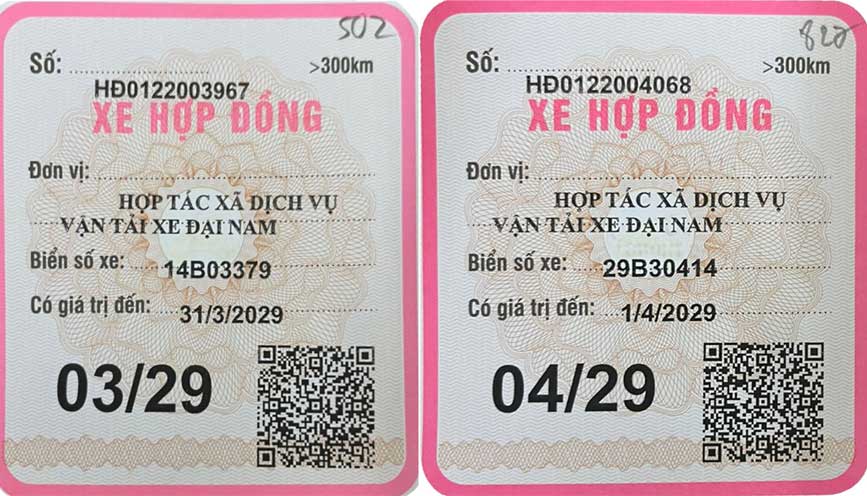 502
Số: >300km
HĐ0122003967
XE HỢP ĐỒNG
Đơn vị:
HỢP TÁC XÃ DỊCH VỤ
VẬN TẢI XE ĐẠI NAM
Biển số xe: 14B03379
Có giá trị đến: 31/3/2029
03/29
Số: >300km
HĐ0122004068
XE HỢP ĐỒNG
Đơn vị:
HỢP TÁC XÃ DỊCH VỤ
VẬN TẢI XE ĐẠI NAM
Biển số xe: 29B30414
Có giá trị đến: 1/4/2029
04/29